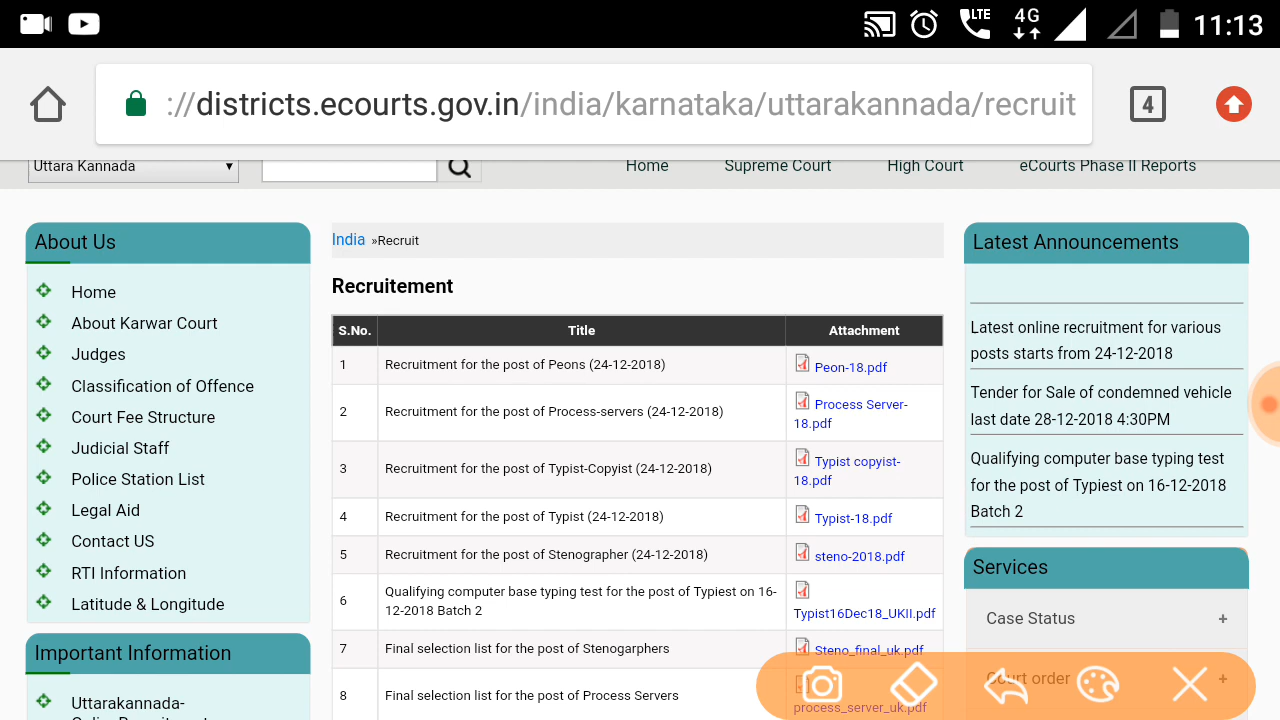 LTE
4G
11:13
://districts.ecourts.gov.in/india/karnataka/uttarakannada/recruit
4
Uttara Kannada
Home
Supreme Court
High Court
eCourts Phase II Reports
About Us
Home
About Karwar Court
Judges
Classification of Offence
Court Fee Structure
Judicial Staff
Police Station List
Legal Aid
Contact US
RTI Information
Latitude & Longitude
Important Information
Uttarakannada-
India »Recruit
Recruitement
S.No. Title Attachment
1 Recruitment for the post of Peons (24-12-2018) Peon-18.pdf
2 Recruitment for the post of Process-servers (24-12-2018) Process Server-
18.pdf
3 Recruitment for the post of Typist-Copyist (24-12-2018) Typist copyist-
18.pdf
4 Recruitment for the post of Typist (24-12-2018) Typist-18.pdf
5 Recruitment for the post of Stenographer (24-12-2018) steno-2018.pdf
6 Qualifying computer base typing test for the post of Typiest on 16-
12-2018 Batch 2 Typist16Dec18_UKII.pdf
7 Final selection list for the post of Stenogarphers Steno_final_uk.pdf
8 Final selection list for the post of Process Servers
process_server_uk.pdf
Latest Announcements
Latest online recruitment for various
posts starts from 24-12-2018
Tender for Sale of condemned vehicle
last date 28-12-2018 4:30PM
Qualifying computer base typing test
for the post of Typiest on 16-12-2018
Batch 2
Services
Case Status +
Court order +